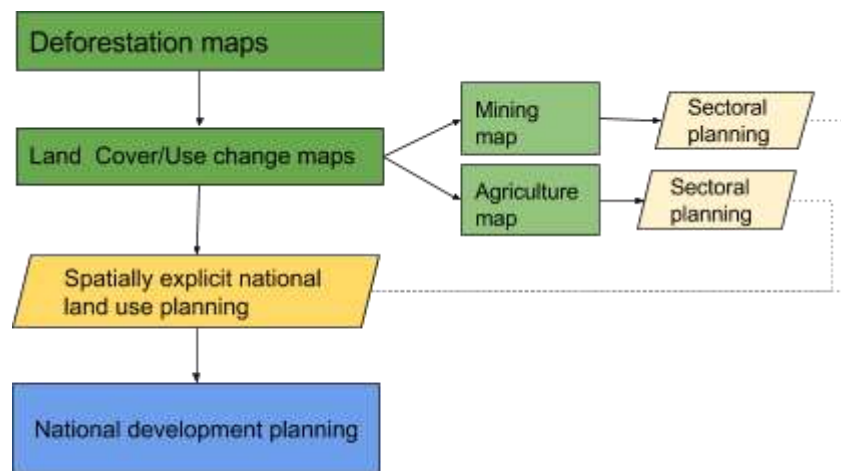 Deforestation maps
Mining
map
Sectoral
planning
Land Cover/Use change maps
Agriculture
map
Sectoral
planning
Spatially explicit national
land use planning
National development planning